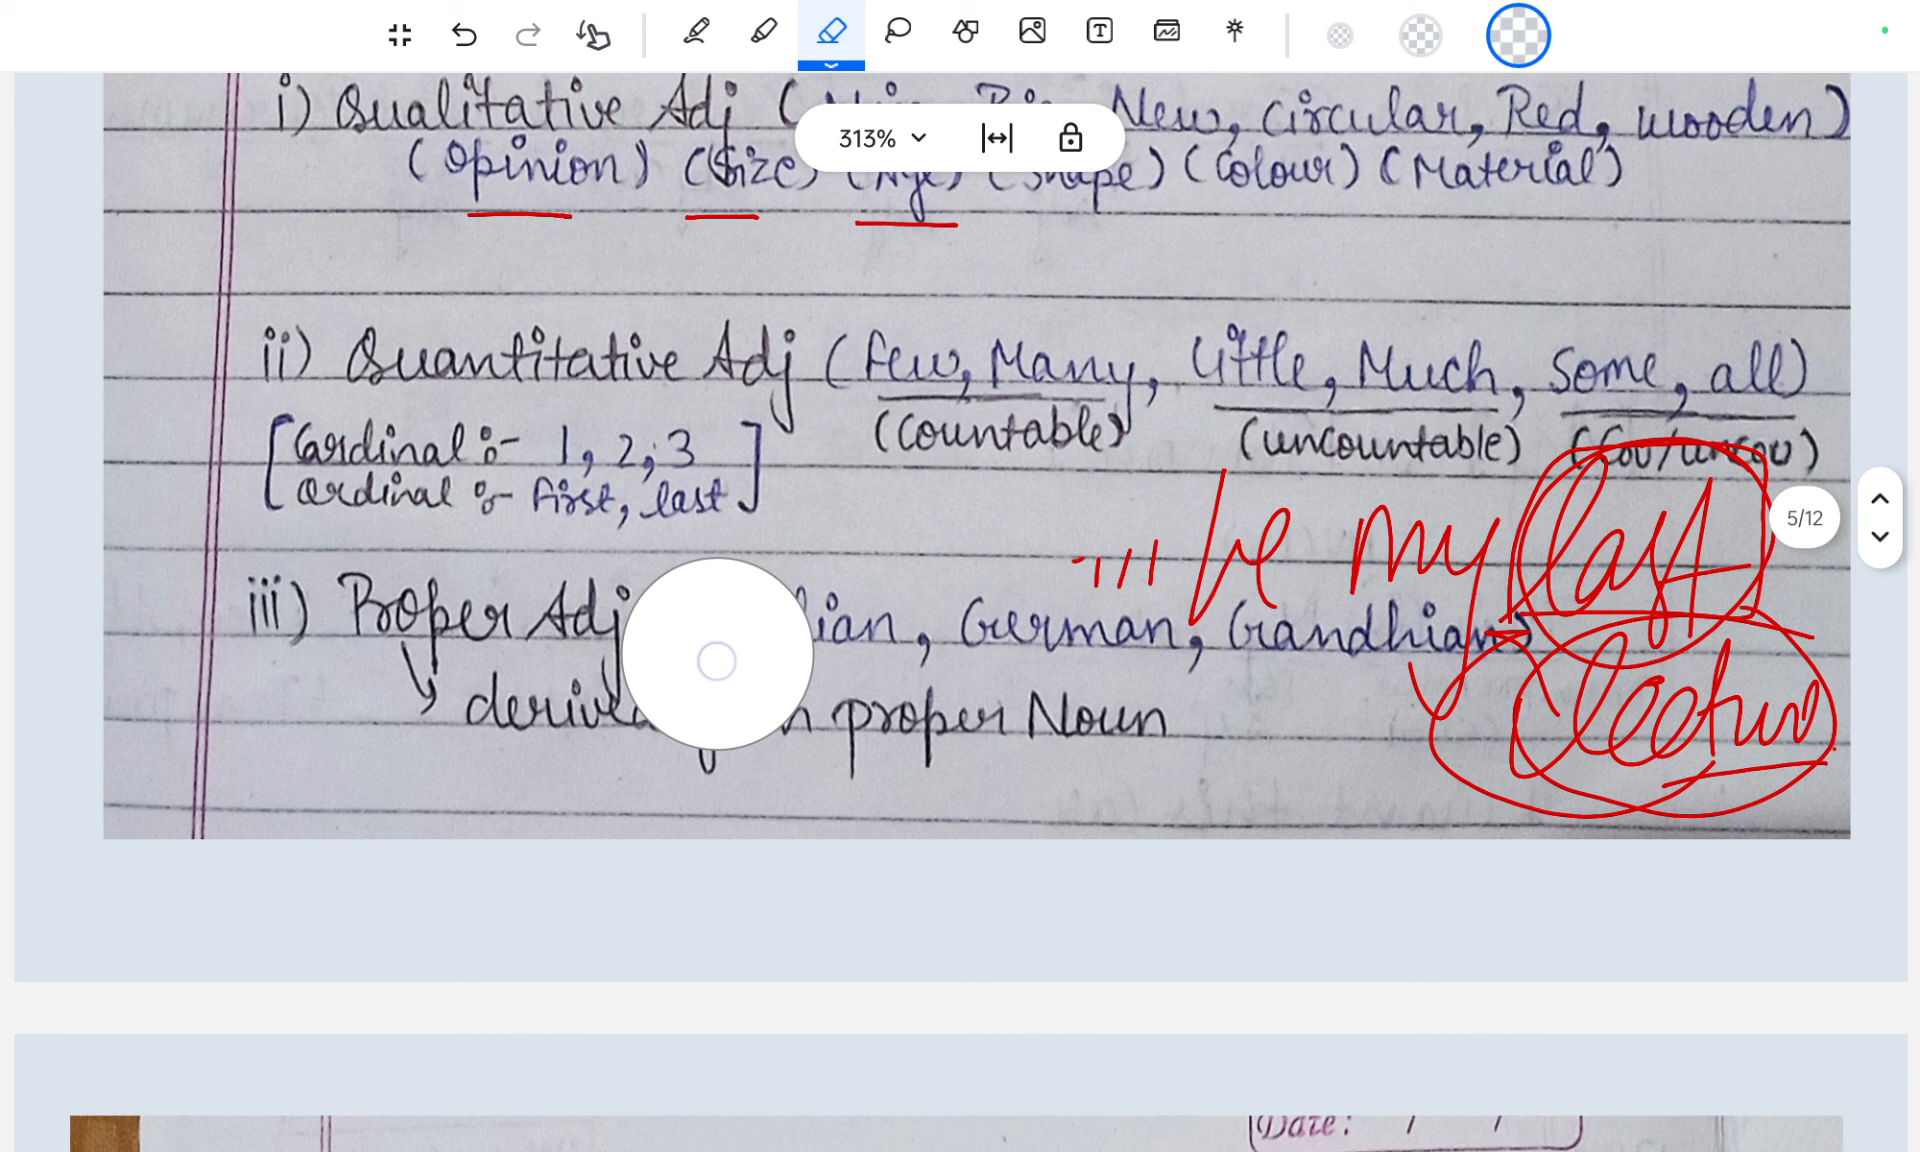 313%
i) Qualitative Adj ( New, Circular, Red, wooden)
(Opinion) (Size) (Age) (Shape) (Colour) (Material)
ii) Quantitative Adj (Few, Many, Little, Much, Some, all)
[Cardinal :- 1, 2, 3] (Countable) (uncountable) (Cou/uncou)
Ordinal :- First, last
be my last
5/12
iii) Proper Adj ian, German, Gandhian)
lecture
derived proper Noun
Date: / /